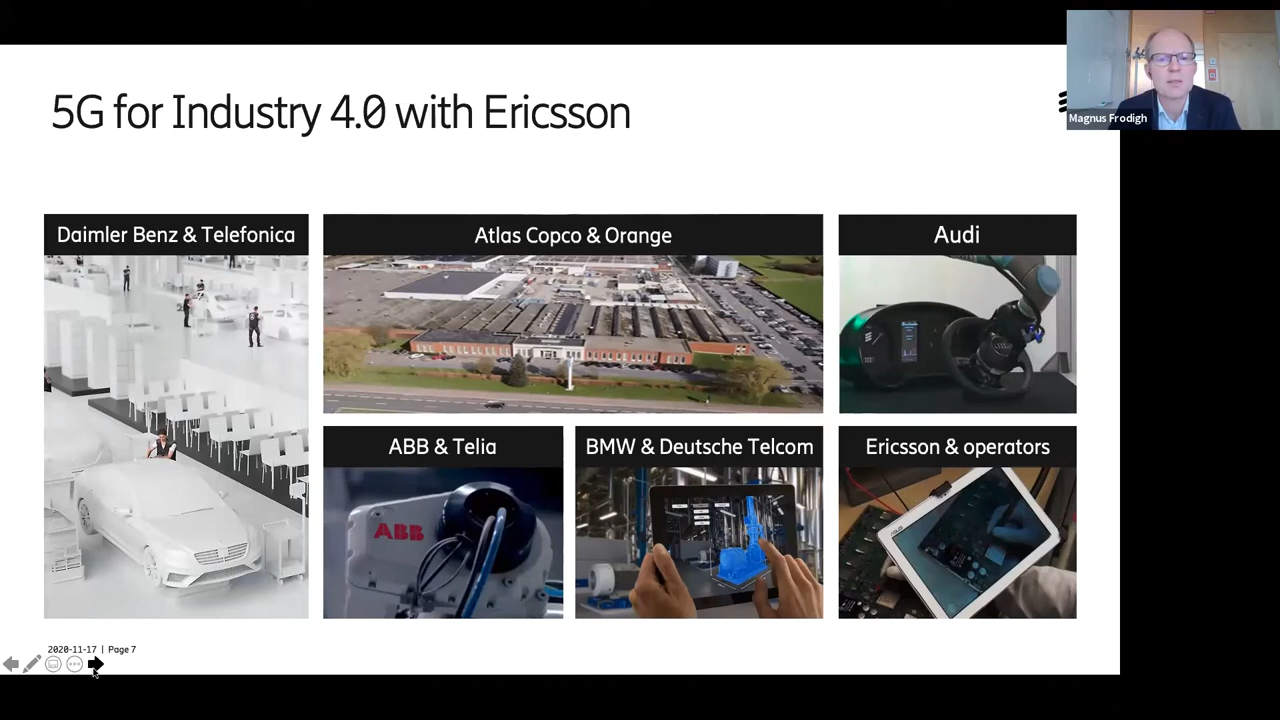 5G for Industry 4.0 with Ericsson
Magnus Frodigh
Daimler Benz & Telefonica
Atlas Copco & Orange
Audi
ABB & Telia
BMW & Deutsche Telcom
Ericsson & operators
ABB
ASUS
2020-11-17 | Page 7